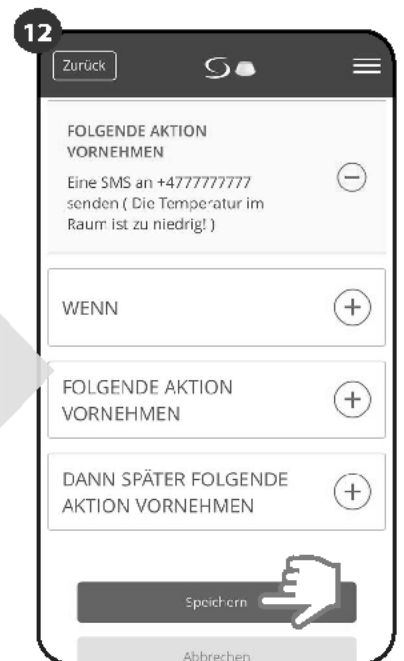 12
Zurück
FOLGENDE AKTION
VORNEHMEN
Eine SMS an +4777777777
senden ( Die Temperatur im
Raum ist zu niedrig! )
WENN
FOLGENDE AKTION
VORNEHMEN
DANN SPÄTER FOLGENDE
AKTION VORNEHMEN
Speichern
Abbrechen